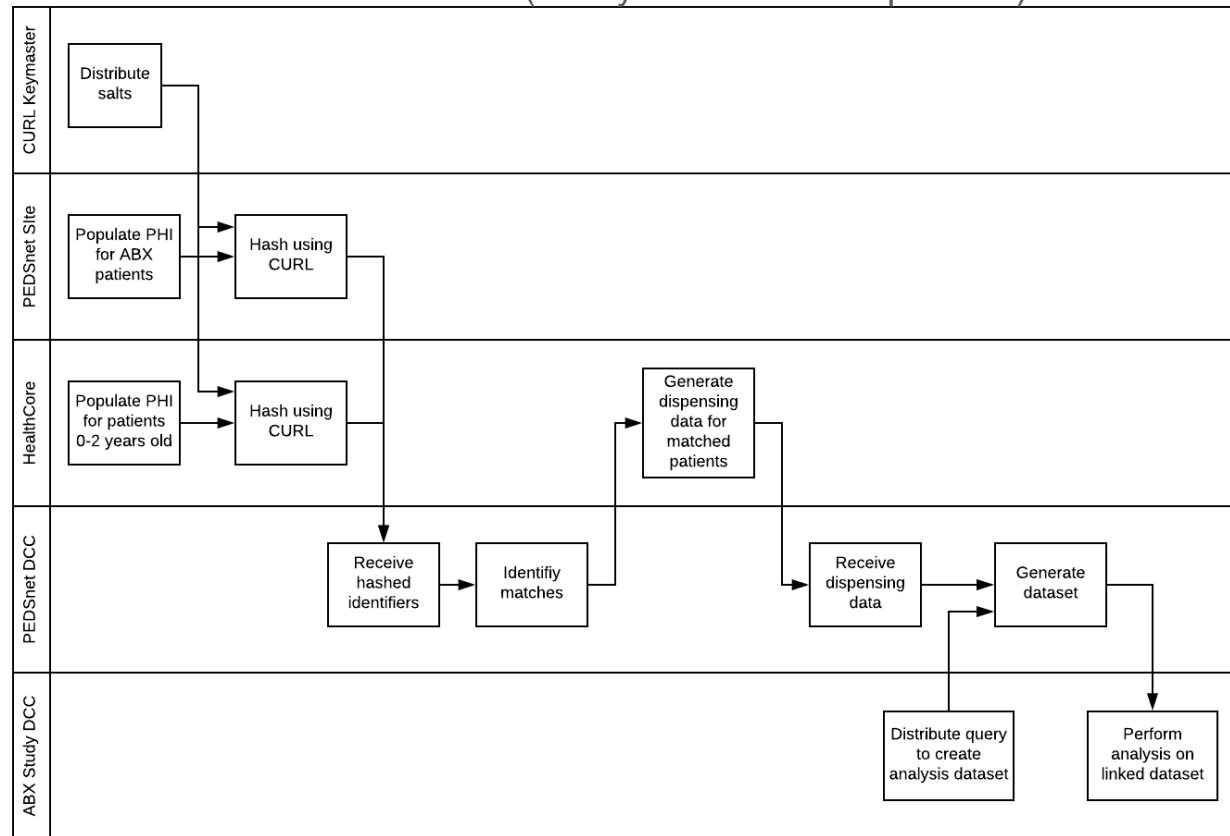 CURL Keymaster
Distribute
salts
PEDSnet SIte
Populate PHI
for ABX
patients
Hash using
CURL
HealthCore
Populate PHI
for patients
0-2 years old
Hash using
CURL
Generate
dispensing
data for
matched
patients
PEDSnet DCC
Receive
hashed
identifiers
Identifiy
matches
Receive
dispensing
data
Generate
dataset
ABX Study DCC
Distribute query
to create
analysis dataset
Perform
analysis on
linked dataset